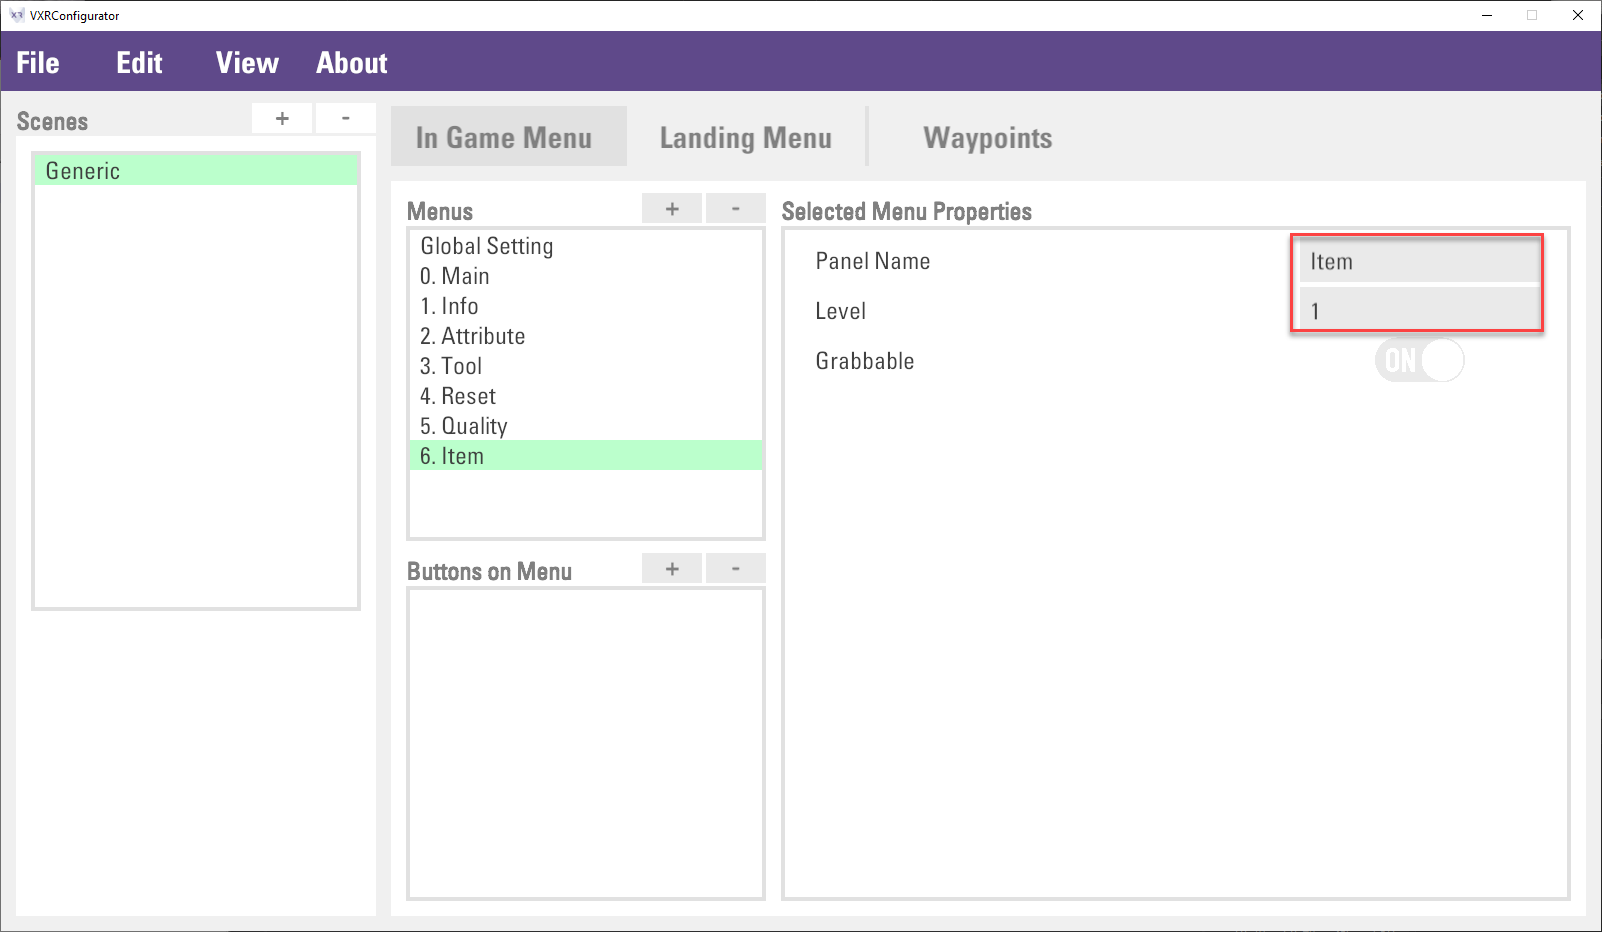 VXRConfigurator
File Edit View About
Scenes + -
Generic
In Game Menu Landing Menu Waypoints
Menus + -
Global Setting
0. Main
1. Info
2. Attribute
3. Tool
4. Reset
5. Quality
6. Item
Buttons on Menu + -
Selected Menu Properties
Panel Name Item
Level 1
Grabbable ON